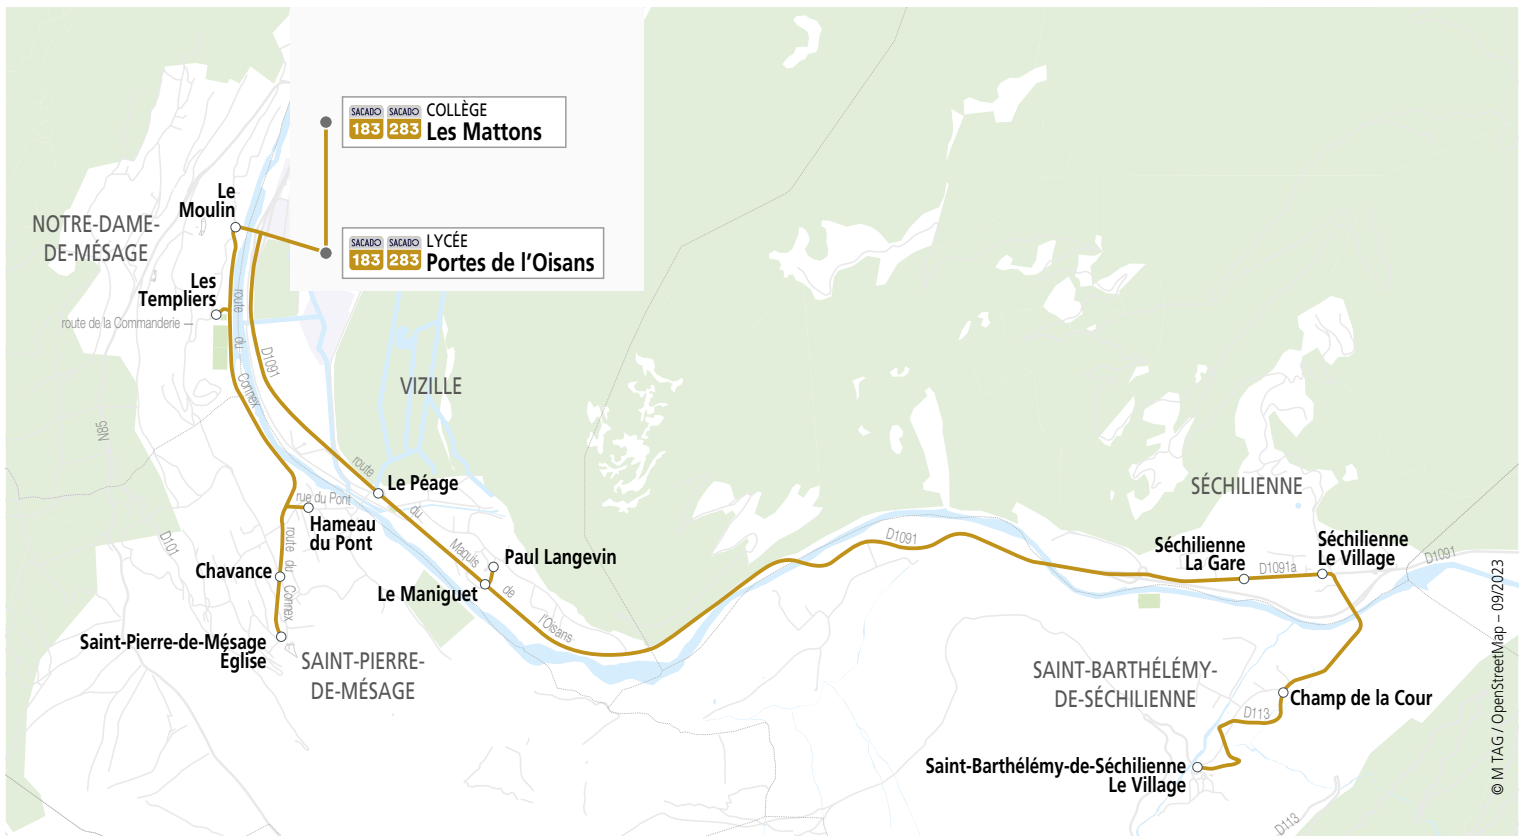 SACADO SACADO COLLÈGE
183 283 Les Mattons
SACADO SACADO LYCÉE
183 283 Portes de l'Oisans
Le
Moulin
NOTRE-DAME-
DE-MÉSAGE
Les
Templiers
route de la Commanderie
route du Connex
D1091
VIZILLE
N85
route du Maquis de l'Oisans
Le Péage
rue du Pont
Hameau
du Pont
D101
route du Connex
Chavance
Paul Langevin
Le Maniguet
Saint-Pierre-de-Mésage
Église
SAINT-PIERRE-
DE-MÉSAGE
D1091
SÉCHILIENNE
Séchilienne
La Gare
D1091a
Séchilienne
Le Village
D1091
SAINT-BARTHÉLÉMY-
DE-SÉCHILIENNE
Champ de la Cour
D113
Saint-Barthélémy-de-Séchilienne
Le Village
D113
© M TAG / OpenStreetMap – 09/2023